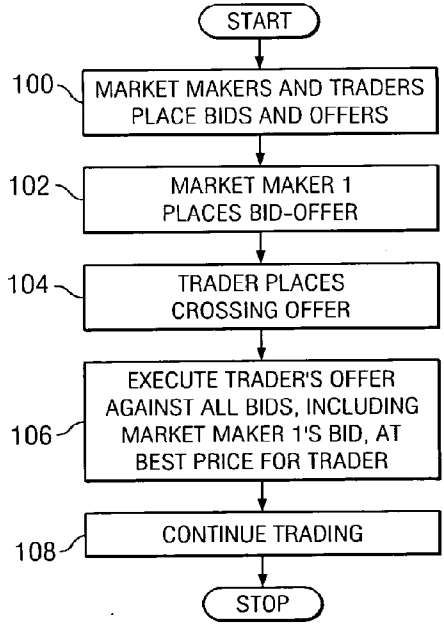 START
100
MARKET MAKERS AND TRADERS
PLACE BIDS AND OFFERS
102
MARKET MAKER 1
PLACES BID-OFFER
104
TRADER PLACES
CROSSING OFFER
106
EXECUTE TRADER'S OFFER
AGAINST ALL BIDS, INCLUDING
MARKET MAKER 1'S BID, AT
BEST PRICE FOR TRADER
108
CONTINUE TRADING
STOP